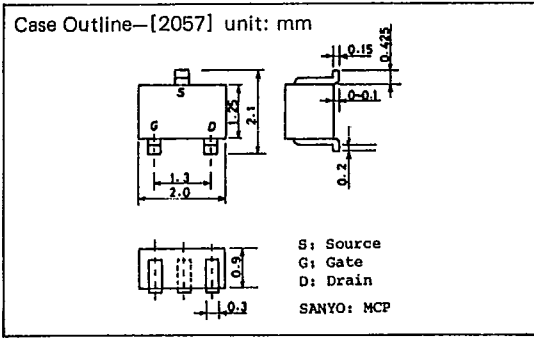 Case Outline—[2057] unit: mm
0.15
0.425
S
G
D
1.25
2.1
0~0.1
1.3
2.0
0.2
0.9
0.3
S: Source
G: Gate
D: Drain
SANYO: MCP